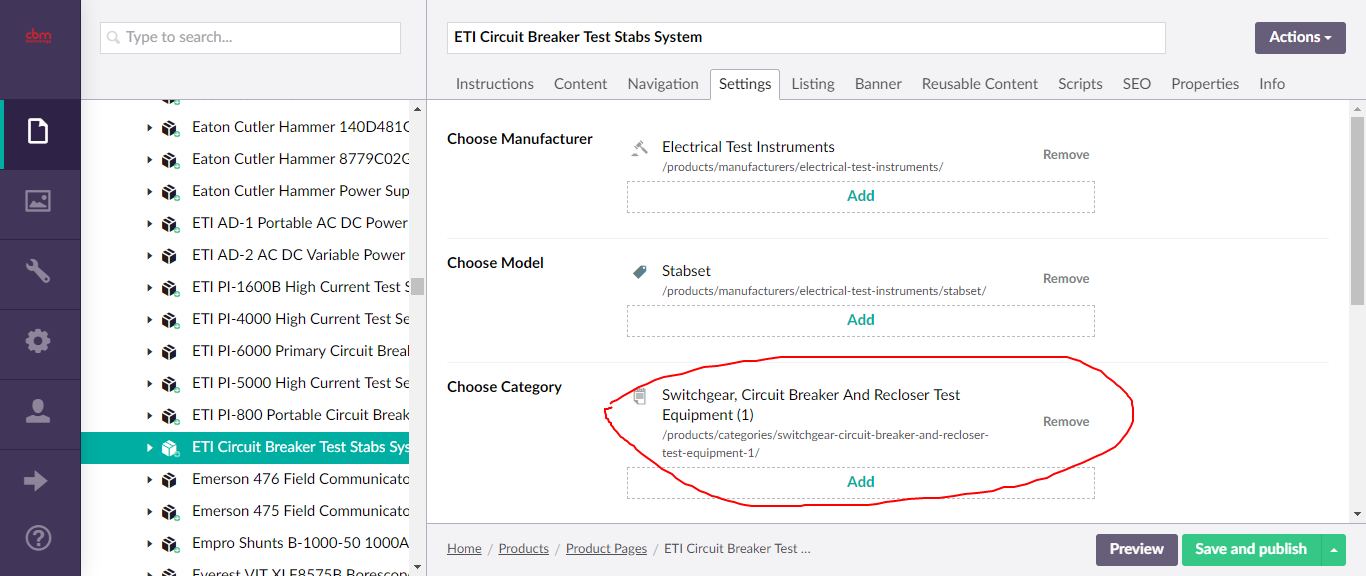 cbm
Type to search...
ETI Circuit Breaker Test Stabs System
Actions
Instructions Content Navigation Settings Listing Banner Reusable Content Scripts SEO Properties Info
Eaton Cutler Hammer 140D481G
Eaton Cutler Hammer 8779C02G
Eaton Cutler Hammer Power Sup
ETI AD-1 Portable AC DC Power
ETI AD-2 AC DC Variable Power
ETI PI-1600B High Current Test S
ETI PI-4000 High Current Test Se
ETI PI-6000 Primary Circuit Breal
ETI PI-5000 High Current Test Se
ETI PI-800 Portable Circuit Break
ETI Circuit Breaker Test Stabs Sys
Emerson 476 Field Communicato
Emerson 475 Field Communicato
Empro Shunts B-1000-50 1000A
Everest VIT XLF8575B Borescop
Choose Manufacturer
Electrical Test Instruments
/products/manufacturers/electrical-test-instruments/
Remove
Add
Choose Model
Stabset
/products/manufacturers/electrical-test-instruments/stabset/
Remove
Add
Choose Category
Switchgear, Circuit Breaker And Recloser Test
Equipment (1)
/products/categories/switchgear-circuit-breaker-and-recloser-
test-equipment-1/
Remove
Add
Home / Products / Product Pages / ETI Circuit Breaker Test ...
Preview
Save and publish